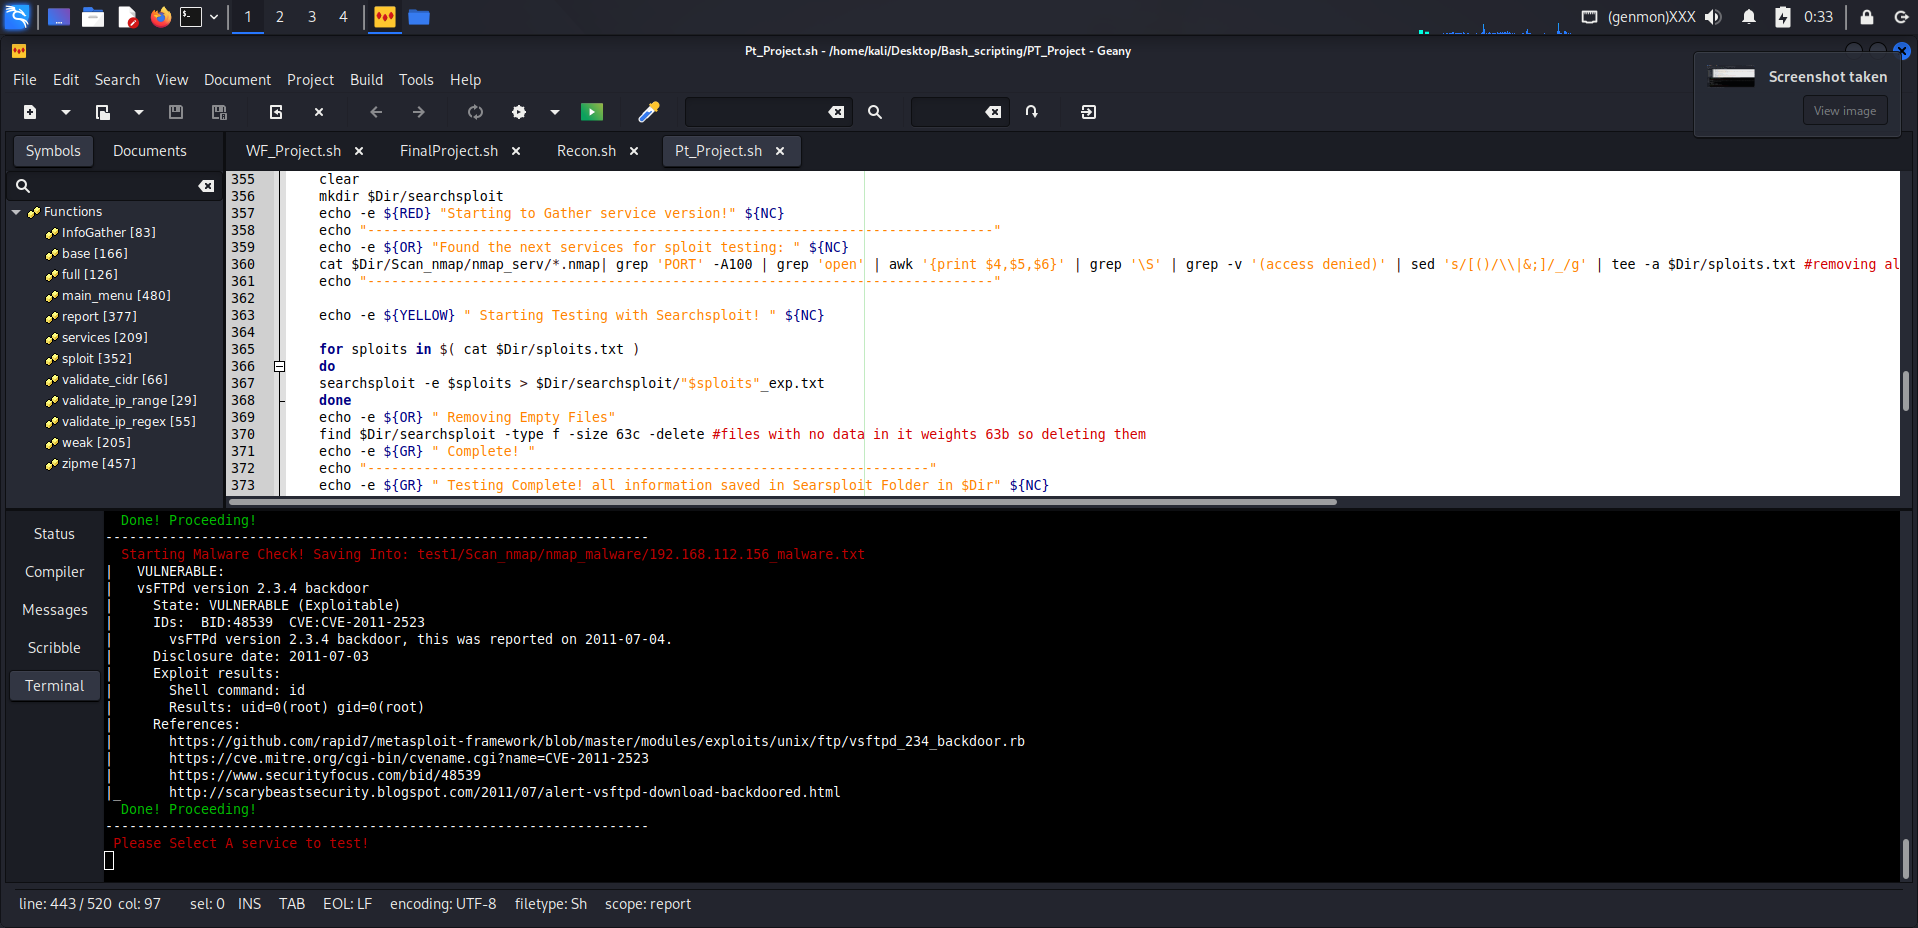 1 2 3 4 (genmon)XXX 0:33
Pt_Project.sh - /home/kali/Desktop/Bash_scripting/PT_Project - Geany
Screenshot taken
View image
File Edit Search View Document Project Build Tools Help
Symbols Documents
WF_Project.sh FinalProject.sh Recon.sh Pt_Project.sh
Functions
InfoGather [83]
base [166]
full [126]
main_menu [480]
report [377]
services [209]
sploit [352]
validate_cidr [66]
validate_ip_range [29]
validate_ip_regex [55]
weak [205]
zipme [457]
355 clear
356 mkdir $Dir/searchsploit
357 echo -e ${RED} "Starting to Gather service version!" ${NC}
358 echo "------------------------------------------------------------------------------"
359 echo -e ${OR} "Found the next services for sploit testing: " ${NC}
360 cat $Dir/Scan_nmap/nmap_serv/*.nmap| grep 'PORT' -A100 | grep 'open' | awk '{print $4,$5,$6}' | grep '\S' | grep -v '(access denied)' | sed 's/[()/\\|&;]/_/g' | tee -a $Dir/sploits.txt #removing al
361 echo "------------------------------------------------------------------------------"
362
363 echo -e ${YELLOW} " Starting Testing with Searchsploit! " ${NC}
364
365 for sploits in $( cat $Dir/sploits.txt )
366 do
367 searchsploit -e $sploits > $Dir/searchsploit/"$sploits"_exp.txt
368 done
369 echo -e ${OR} " Removing Empty Files"
370 find $Dir/searchsploit -type f -size 63c -delete #files with no data in it weights 63b so deleting them
371 echo -e ${GR} " Complete! "
372 echo "----------------------------------------------------------------------"
373 echo -e ${GR} " Testing Complete! all information saved in Searsploit Folder in $Dir" ${NC}
Status
Compiler
Messages
Scribble
Terminal
Done! Proceeding!
--------------------------------------------------------------------
Starting Malware Check! Saving Into: test1/Scan_nmap/nmap_malware/192.168.112.156_malware.txt
| VULNERABLE:
| vsFTPd version 2.3.4 backdoor
| State: VULNERABLE (Exploitable)
| IDs: BID:48539 CVE:CVE-2011-2523
| vsFTPd version 2.3.4 backdoor, this was reported on 2011-07-04.
| Disclosure date: 2011-07-03
| Exploit results:
| Shell command: id
| Results: uid=0(root) gid=0(root)
| References:
| https://github.com/rapid7/metasploit-framework/blob/master/modules/exploits/unix/ftp/vsftpd_234_backdoor.rb
| https://cve.mitre.org/cgi-bin/cvename.cgi?name=CVE-2011-2523
| https://www.securityfocus.com/bid/48539
|_ http://scarybeastsecurity.blogspot.com/2011/07/alert-vsftpd-download-backdoored.html
Done! Proceeding!
--------------------------------------------------------------------
Please Select A service to test!
line: 443 / 520 col: 97 sel: 0 INS TAB EOL: LF encoding: UTF-8 filetype: Sh scope: report